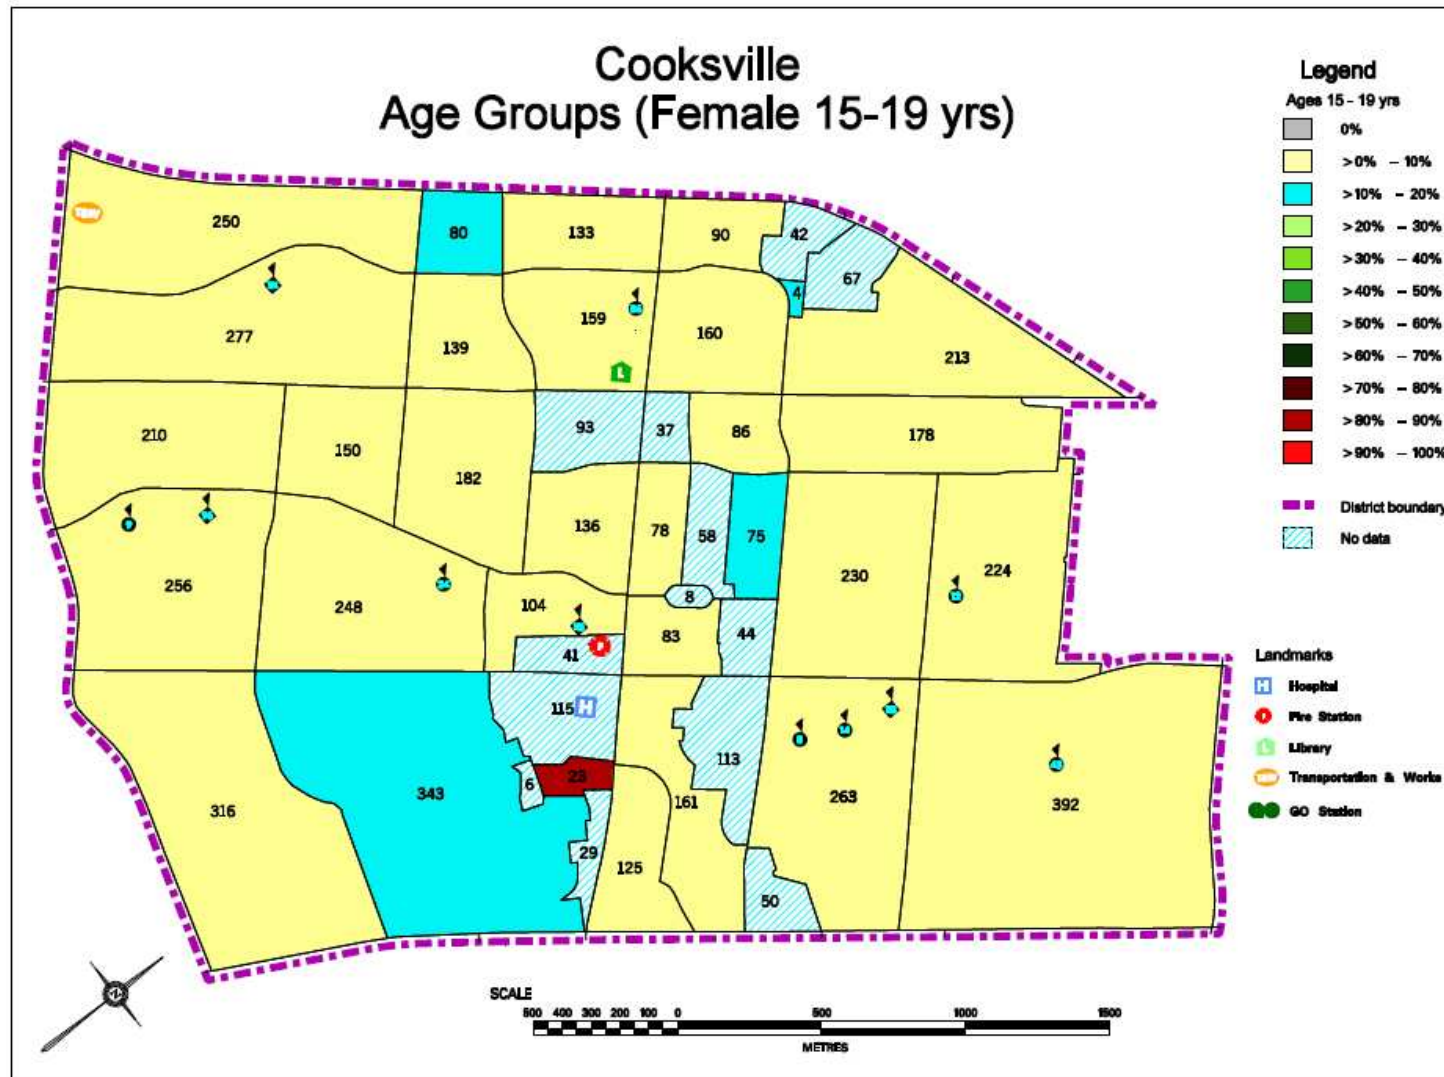 Cooksville
Age Groups (Female 15-19 yrs)
Legend
Ages 15 - 19 yrs
0%
>0% - 10%
>10% - 20%
>20% - 30%
>30% - 40%
>40% - 50%
>50% - 60%
>60% - 70%
>70% - 80%
>80% - 90%
>90% - 100%
District boundary
No data
Landmarks
H Hospital
Fire Station
L Library
Transportation & Works
GO Station
250
80
133
90
42
67
4
277
139
159
160
213
L
210
150
182
93
37
86
178
136
78
58
75
230
224
256
248
104
8
83
44
41
115
H
113
316
343
6
23
161
263
392
29
125
50
SCALE
500 400 300 200 100 0 500 1000 1500
METRES